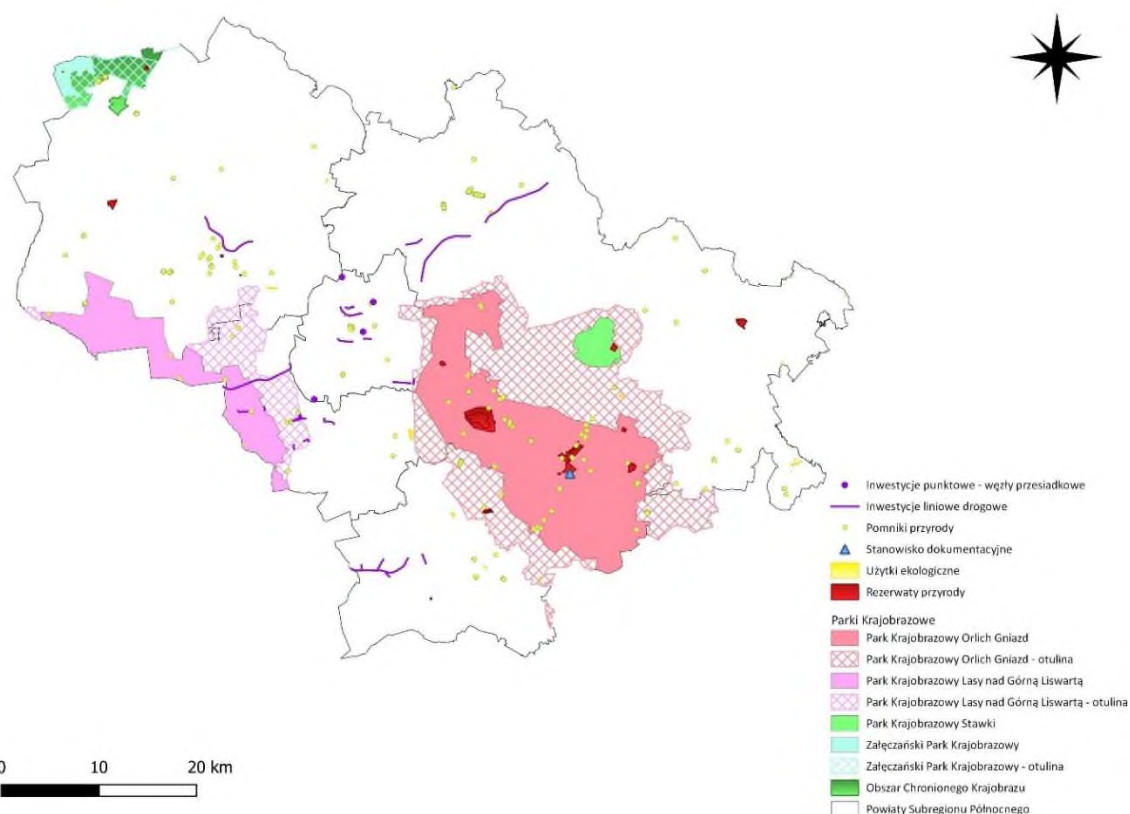 Inwestycje punktowe - węzły przesiadkowe
Inwestycje liniowe drogowe
Pomniki przyrody
Stanowisko dokumentacyjne
Użytki ekologiczne
Rezerwaty przyrody
Parki Krajobrazowe
Park Krajobrazowy Orlich Gniazd
Park Krajobrazowy Orlich Gniazd - otulina
Park Krajobrazowy Lasy nad Górną Liswartą
Park Krajobrazowy Lasy nad Górną Liswartą - otulina
Park Krajobrazowy Stawki
Załęczański Park Krajobrazowy
Załęczański Park Krajobrazowy - otulina
Obszar Chronionego Krajobrazu
Powiaty Subregionu Północnego
0 10 20 km